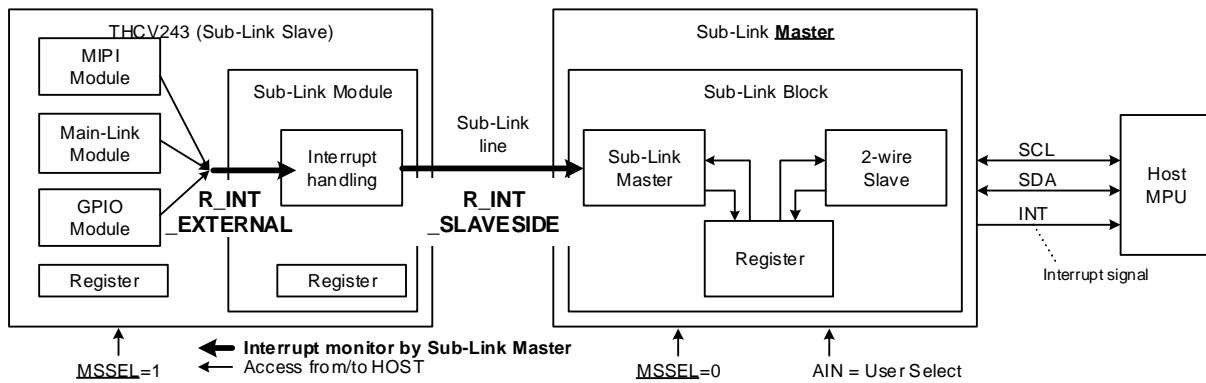 THCV243 (Sub-Link Slave)
MIPI
Module
Main-Link
Module
GPIO
Module
Register
Sub-Link Module
Interrupt
handling
Register
R_INT
_EXTERNAL
Sub-Link
line
R_INT
_SLAVESIDE
Sub-Link Master
Sub-Link Block
Sub-Link
Master
2-wire
Slave
Register
SCL
SDA
INT
Interrupt signal
Host
MPU
MSSEL=1
Interrupt monitor by Sub-Link Master
Access from/to HOST
MSSEL=0
AIN = User Select